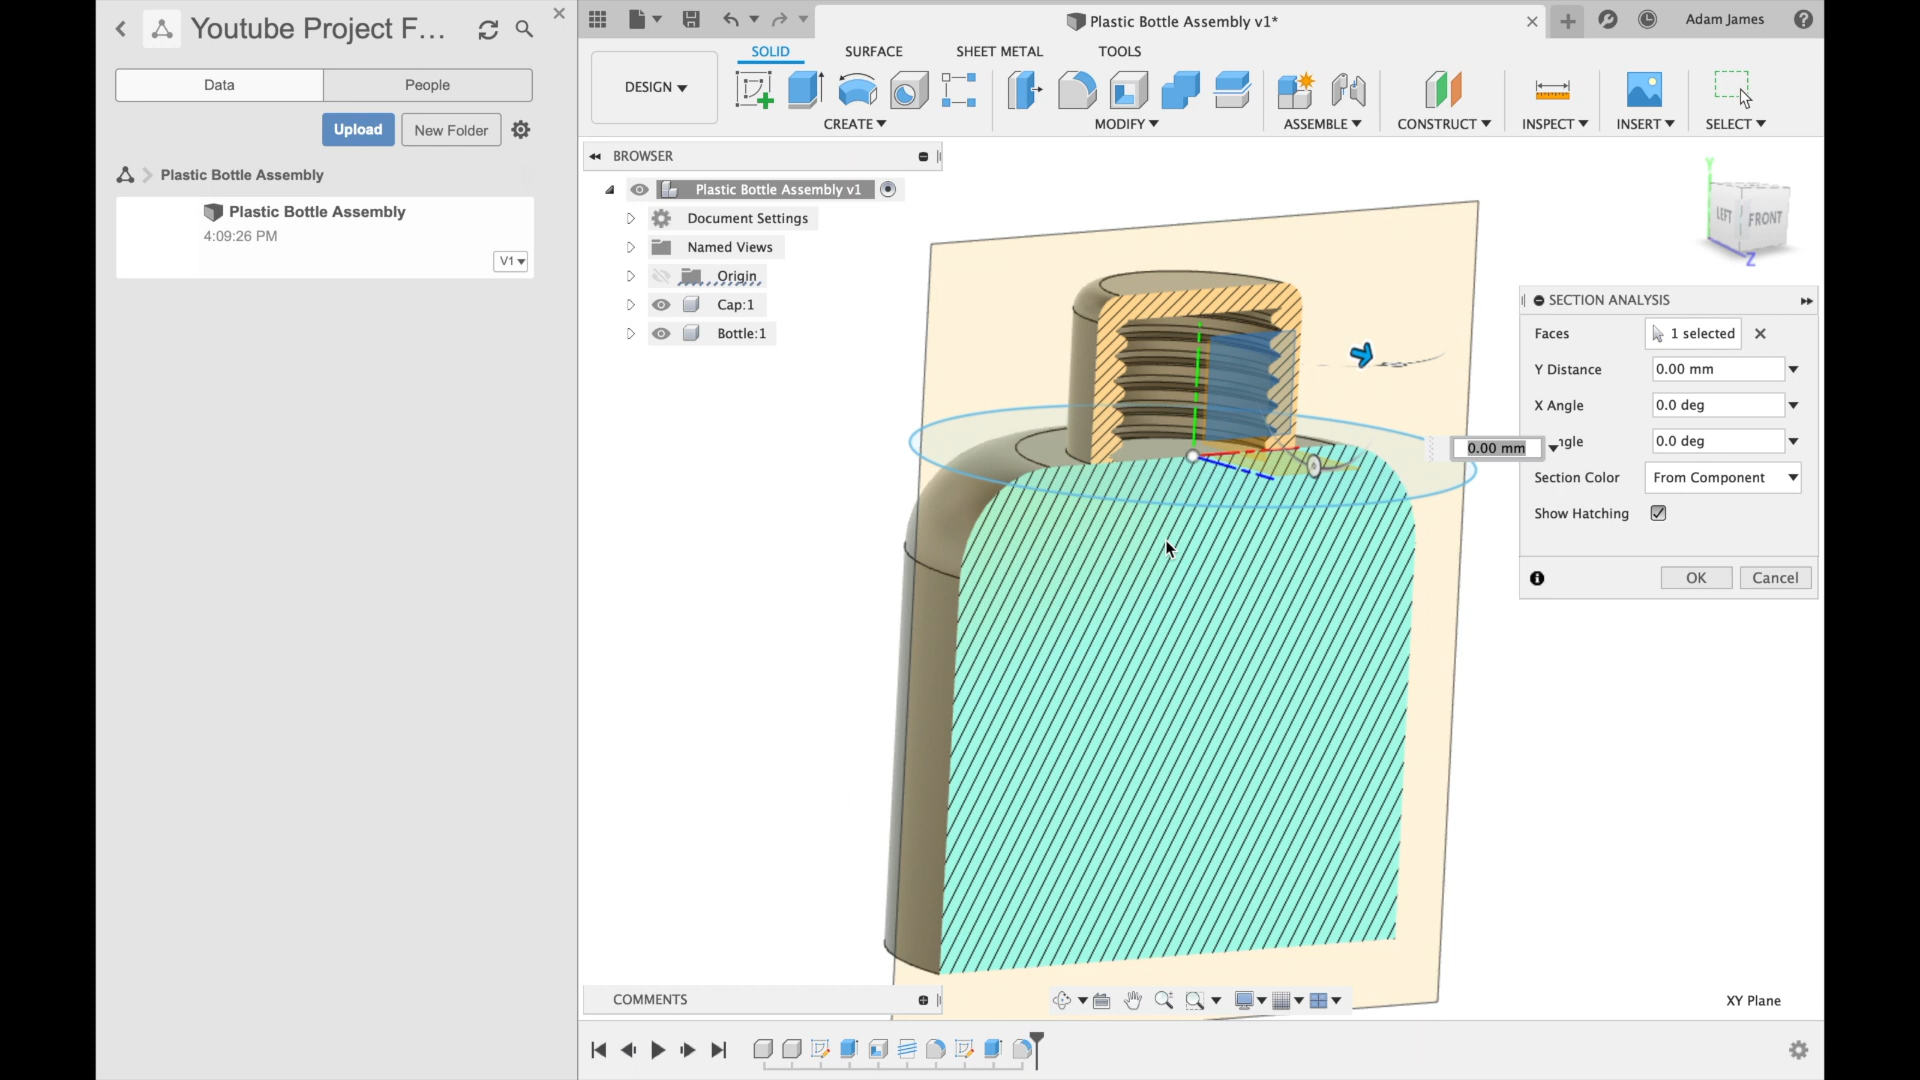 Youtube Project F...
Data
People
Upload
New Folder
Plastic Bottle Assembly
Plastic Bottle Assembly
4:09:26 PM
V1
Plastic Bottle Assembly v1*
Adam James
DESIGN
SOLID
SURFACE
SHEET METAL
TOOLS
CREATE
MODIFY
ASSEMBLE
CONSTRUCT
INSPECT
INSERT
SELECT
BROWSER
Plastic Bottle Assembly v1
Document Settings
Named Views
Origin
Cap:1
Bottle:1
Y
LEFT
FRONT
Z
SECTION ANALYSIS
Faces
1 selected
Y Distance
0.00 mm
X Angle
0.0 deg
0.00 mm
ngle
0.0 deg
Section Color
From Component
Show Hatching
OK
Cancel
COMMENTS
XY Plane